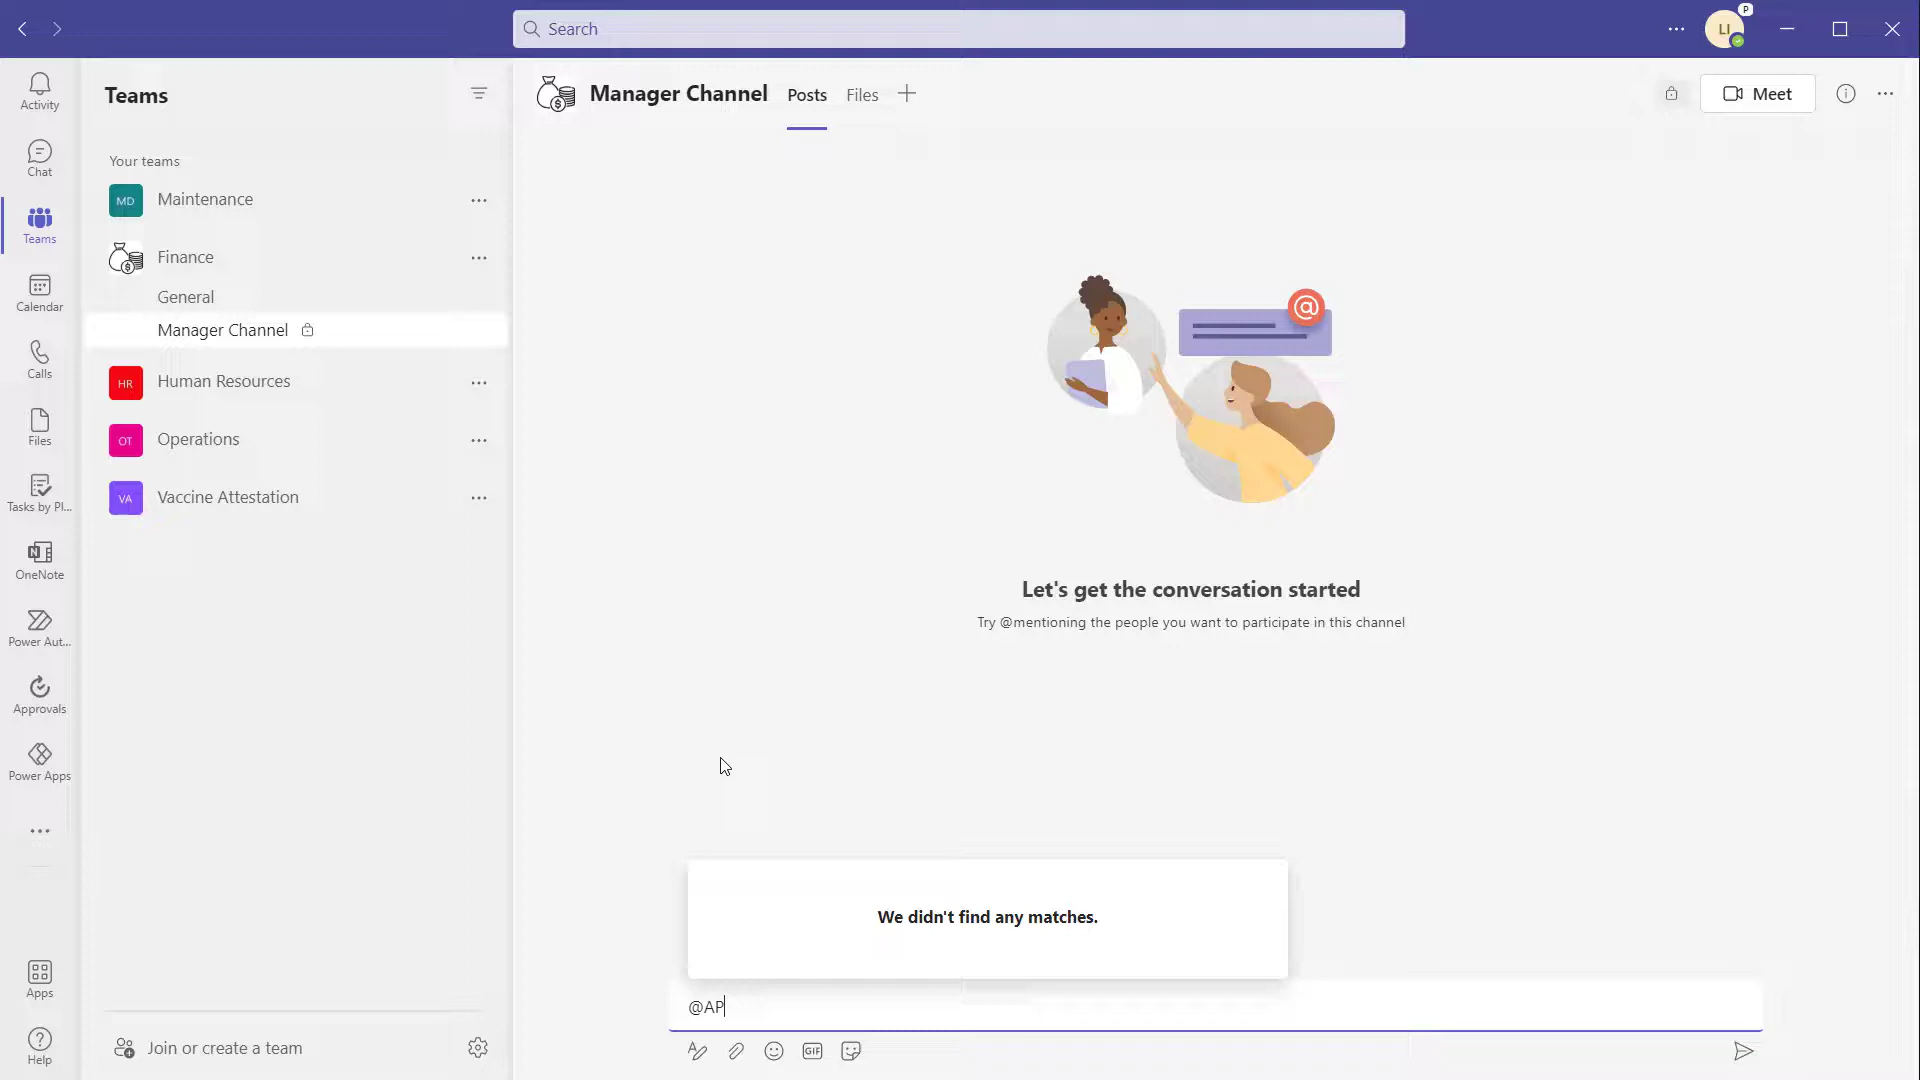 Search
LI
P
Activity
Chat
Teams
Calendar
Calls
Files
Tasks by Pl...
OneNote
Power Aut...
Approvals
Power Apps
Apps
Help
Teams
Your teams
MD Maintenance
Finance
General
Manager Channel
HR Human Resources
OT Operations
VA Vaccine Attestation
Join or create a team
Manager Channel Posts Files
Meet
@
Let's get the conversation started
Try @mentioning the people you want to participate in this channel
We didn't find any matches.
@AP
GIF